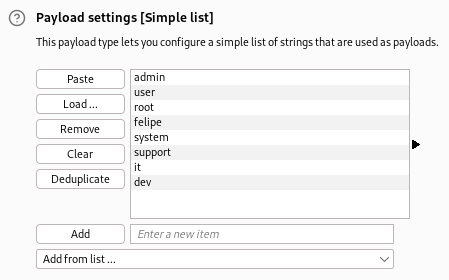 Payload settings [Simple list]
This payload type lets you configure a simple list of strings that are used as payloads.
Paste
Load ...
Remove
Clear
Deduplicate
admin
user
root
felipe
system
support
it
dev
Add
Enter a new item
Add from list ...